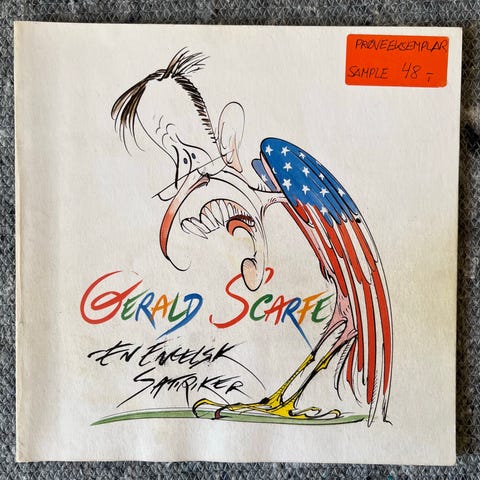 PRØVEEKSEMPLAR
SAMPLE 48 T
GERALD SCARFE
EN ENGELSK
SATIRIKER